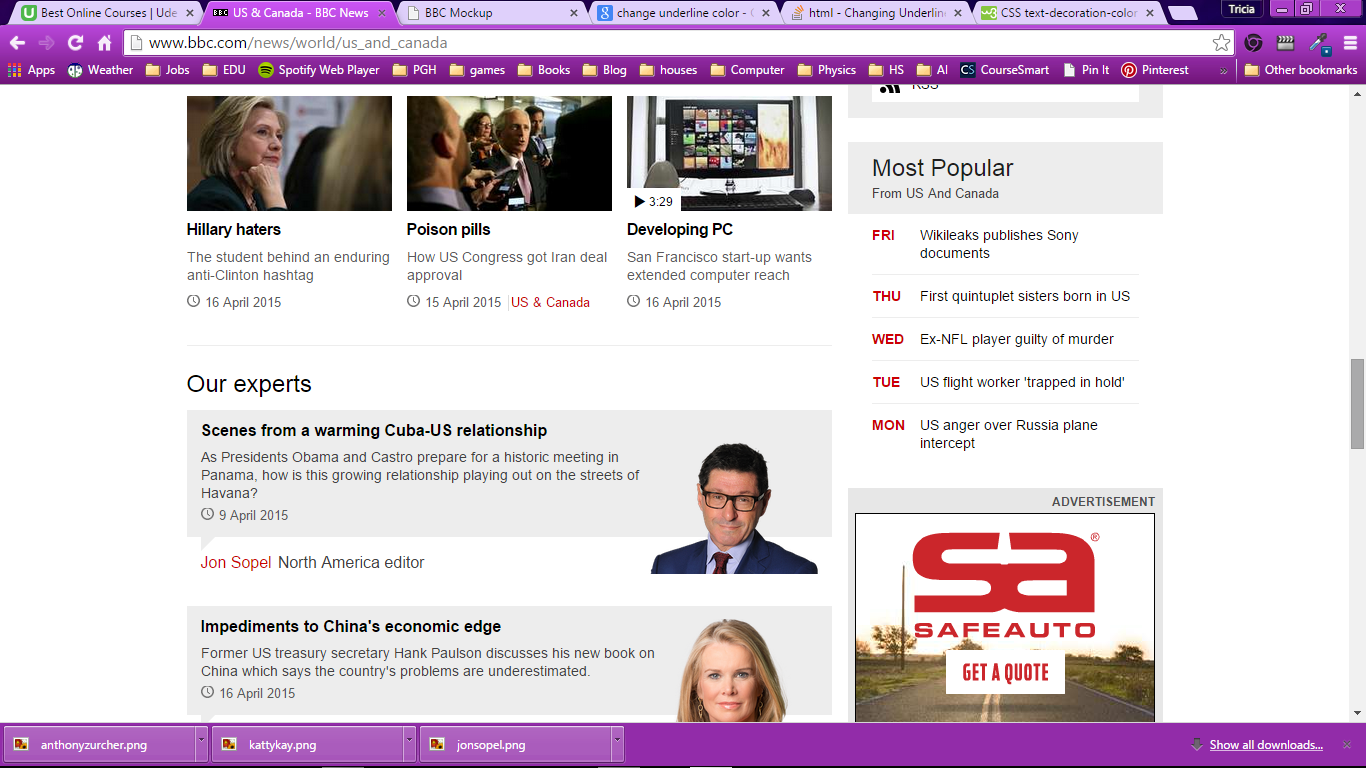 Best Online Courses | Ude
US & Canada - BBC News
BBC Mockup
change underline color - G
html - Changing Underlin
CSS text-decoration-color
Tricia
www.bbc.com/news/world/us_and_canada
Apps
Weather
Jobs
EDU
Spotify Web Player
PGH
games
Books
Blog
houses
Computer
Physics
HS
AI
CS CourseSmart
Pin It
Pinterest
»
Other bookmarks
3:29
Hillary haters
The student behind an enduring
anti-Clinton hashtag
16 April 2015
Poison pills
How US Congress got Iran deal
approval
15 April 2015 | US & Canada
Developing PC
San Francisco start-up wants
extended computer reach
16 April 2015
Our experts
Scenes from a warming Cuba-US relationship
As Presidents Obama and Castro prepare for a historic meeting in
Panama, how is this growing relationship playing out on the streets of
Havana?
9 April 2015
Jon Sopel North America editor
Impediments to China's economic edge
Former US treasury secretary Hank Paulson discusses his new book on
China which says the country's problems are underestimated.
16 April 2015
RSS
Most Popular
From US And Canada
FRI Wikileaks publishes Sony
documents
THU First quintuplet sisters born in US
WED Ex-NFL player guilty of murder
TUE US flight worker 'trapped in hold'
MON US anger over Russia plane
intercept
ADVERTISEMENT
sa®
SAFEAUTO
GET A QUOTE
anthonyzurcher.png
kattykay.png
jonsopel.png
Show all downloads...